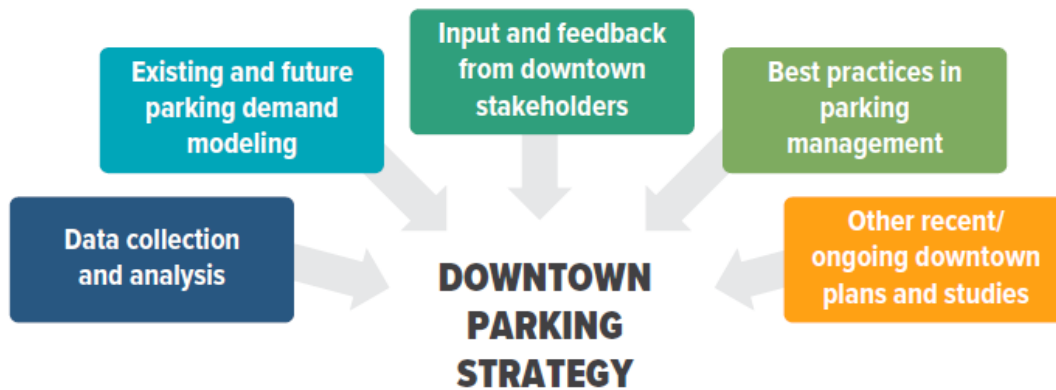 Input and feedback
from downtown
stakeholders
Existing and future
parking demand
modeling
Best practices in
parking
management
Data collection
and analysis
Other recent/
ongoing downtown
plans and studies
DOWNTOWN
PARKING
STRATEGY